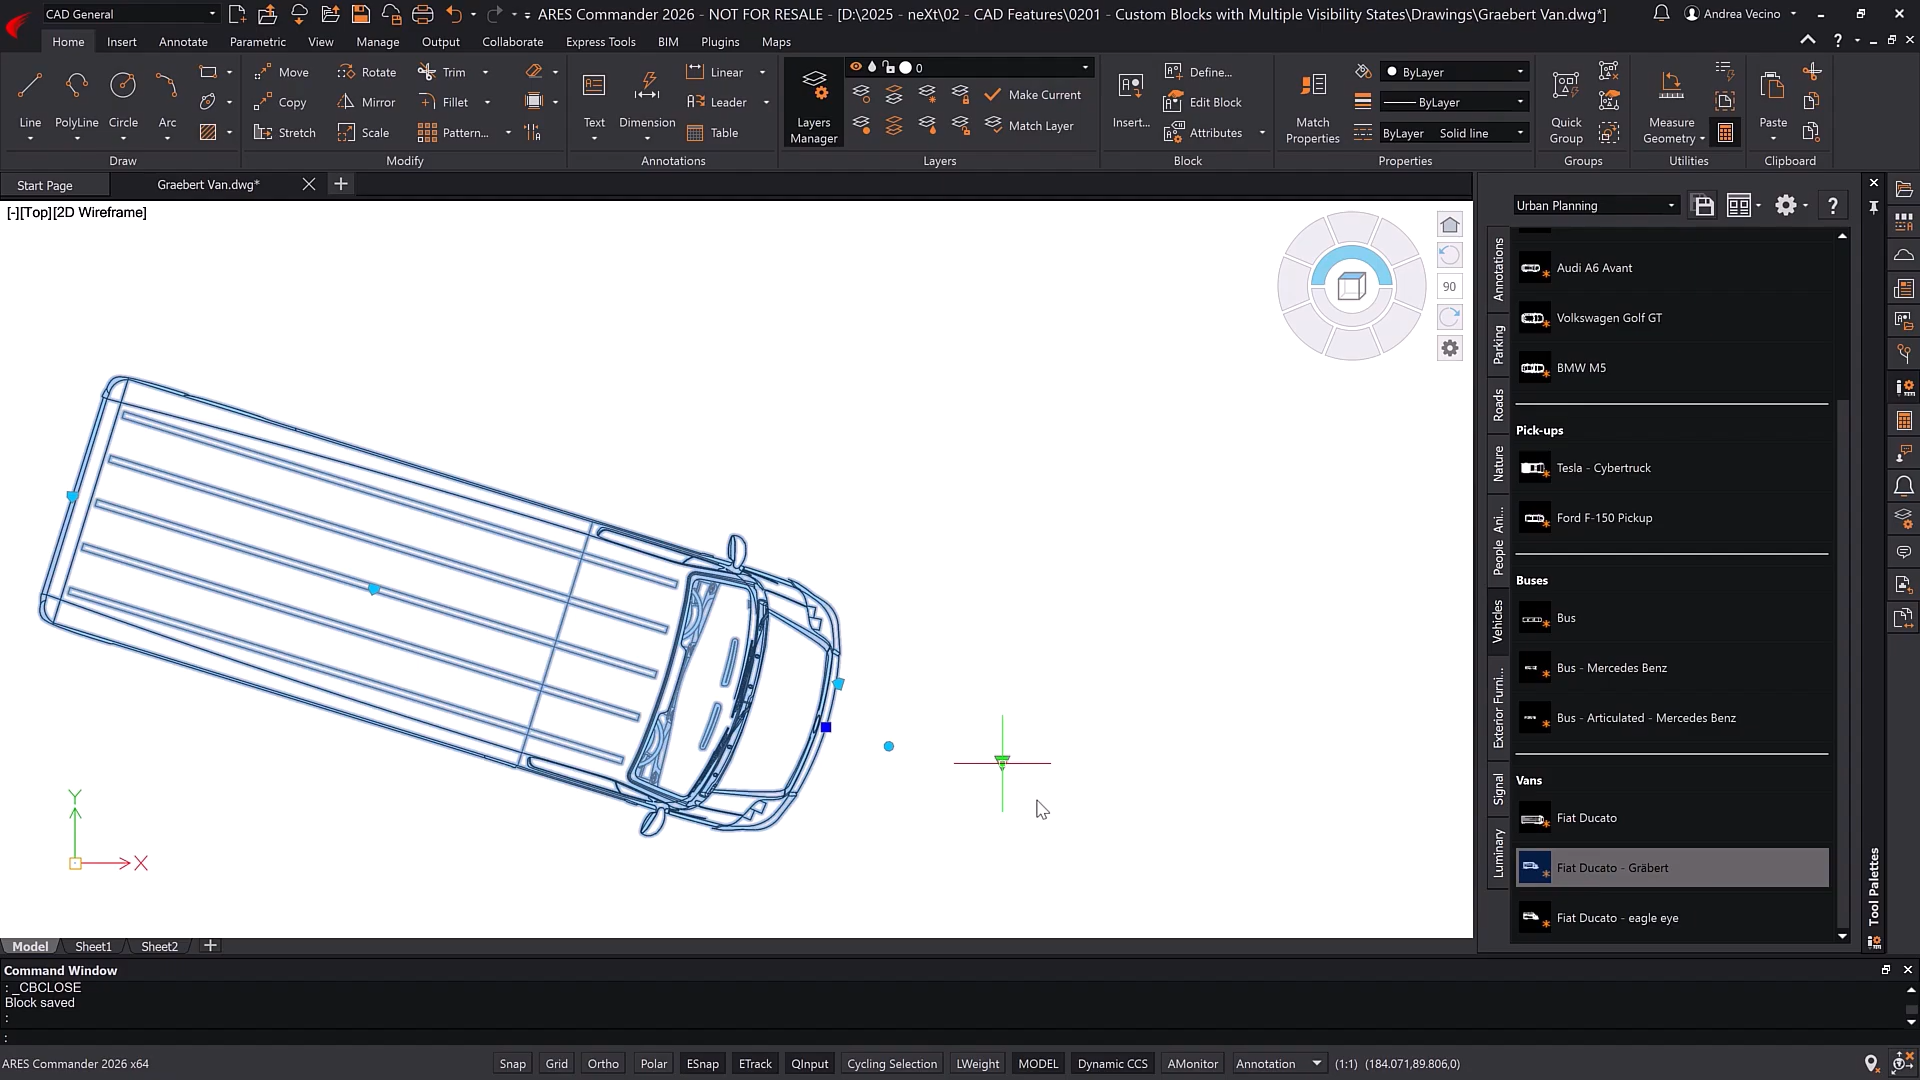 CAD General
ARES Commander 2026 - NOT FOR RESALE - [D:\2025 - neXt\02 - CAD Features\0201 - Custom Blocks with Multiple Visibility States\Drawings\Graebert Van.dwg*]
Andrea Vecino
Home Insert Annotate Parametric View Manage Output Collaborate Express Tools BIM Plugins Maps
?
Move Rotate Trim Linear 0 Define... ByLayer
Copy Mirror Fillet Leader Make Current Edit Block ByLayer
Line PolyLine Circle Arc Text Dimension Layers Manager Insert... Match Properties Quick Group Measure Geometry Paste
Stretch Scale Pattern... Table Match Layer Attributes ByLayer Solid line
Draw Modify Annotations Layers Block Properties Groups Utilities Clipboard
Start Page Graebert Van.dwg*
[-][Top][2D Wireframe]
90
Y
X
Urban Planning
?
Annotations
Parking
Roads
Nature
People Ani...
Vehicles
Exterior Furni...
Signal
Luminary
Audi A6 Avant
Volkswagen Golf GT
BMW M5
Pick-ups
Tesla - Cybertruck
Ford F-150 Pickup
Buses
Bus
Bus - Mercedes Benz
Bus - Articulated - Mercedes Benz
Vans
Fiat Ducato
Fiat Ducato - Gräbert
Fiat Ducato - eagle eye
Tool Palettes
Model Sheet1 Sheet2
Command Window
: _CBCLOSE
Block saved
:
:
ARES Commander 2026 x64
Snap Grid Ortho Polar ESnap ETrack QInput Cycling Selection LWeight MODEL Dynamic CCS AMonitor Annotation (1:1) (184.071,89.806,0)